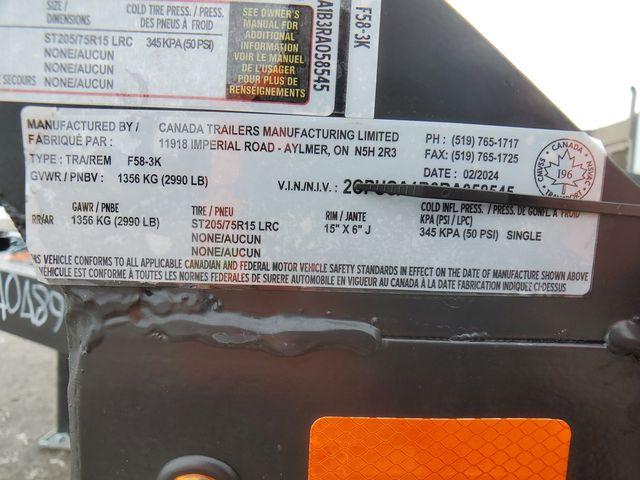 SIZE /
DIMENSIONS
COLD TIRE PRESS. /
PRESS. DES PNEUS
À FROID
ST205/75R15 LRC 345 KPA (50 PSI)
NONE/AUCUN
NONE/AUCUN
E SECOURS NONE/AUCUN
SEE OWNER'S
MANUAL FOR
ADDITIONAL
INFORMATION
VOIR LE MANUEL
DE L'USAGER
POUR PLUS DE
RENSEIGNEMENTS
A1B3RA058545
F58-3K
MANUFACTURED BY / CANADA TRAILERS MANUFACTURING LIMITED
FABRIQUÉ PAR : 11918 IMPERIAL ROAD - AYLMER, ON N5H 2R3
PH : (519) 765-1717
FAX: (519) 765-1725
TYPE : TRA/REM F58-3K
DATE : 02/2024
GVWR / PNBV : 1356 KG (2990 LB)
V.I.N./N.I.V. :
CANADA
196
TRANSPORT
CMVSS
NSVAC
GAWR / PNBE TIRE / PNEU RIM / JANTE COLD INFL. PRESS. / PRESS. DE GONFL. A FROID
KPA (PSI / LPC)
RR/AR 1356 KG (2990 LB) ST205/75R15 LRC 15" X 6" J 345 KPA (50 PSI) SINGLE
NONE/AUCUN
NONE/AUCUN
THIS VEHICLE CONFORMS TO ALL APPLICABLE CANADIAN AND FEDERAL MOTOR VEHICLE SAFETY STANDARDS IN EFFECT ON THE DATE OF MANUFACTURE SHOWN ABOVE
VÉHICULE EST CONFORME À TOUTES LES NORMES FEDERALES DE SURERE AUTOMOBILE EN VIGUEUR AU CANADA À LA DATE FABRICATION INDIQUEE CI-DESSUS